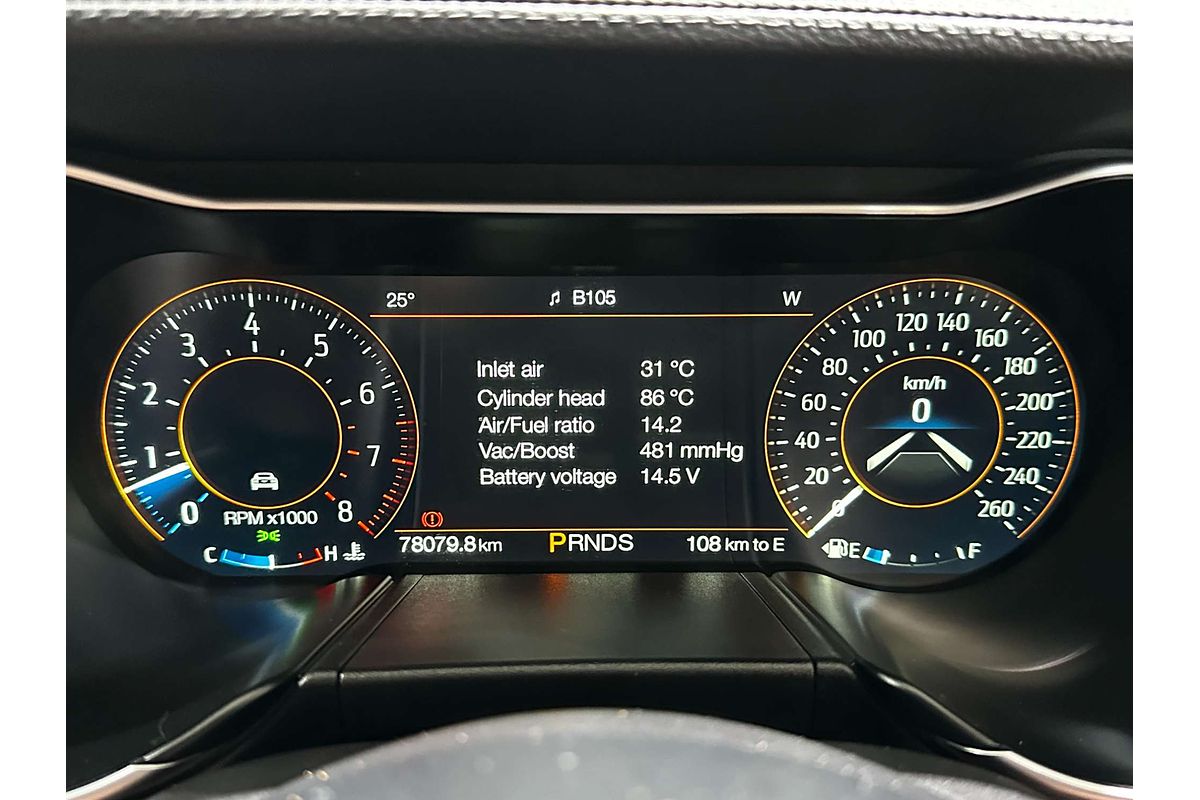 25° B105 W
Inlet air 31 °C
Cylinder head 86 °C
Air/Fuel ratio 14.2
Vac/Boost 481 mmHg
Battery voltage 14.5 V
78079.8 km PRNDS 108 km to E
0 1 2 3 4 5 6 7 8
RPM x1000
C H
km/h
0
0 20 40 60 80 100 120 140 160 180 200 220 240 260
E F